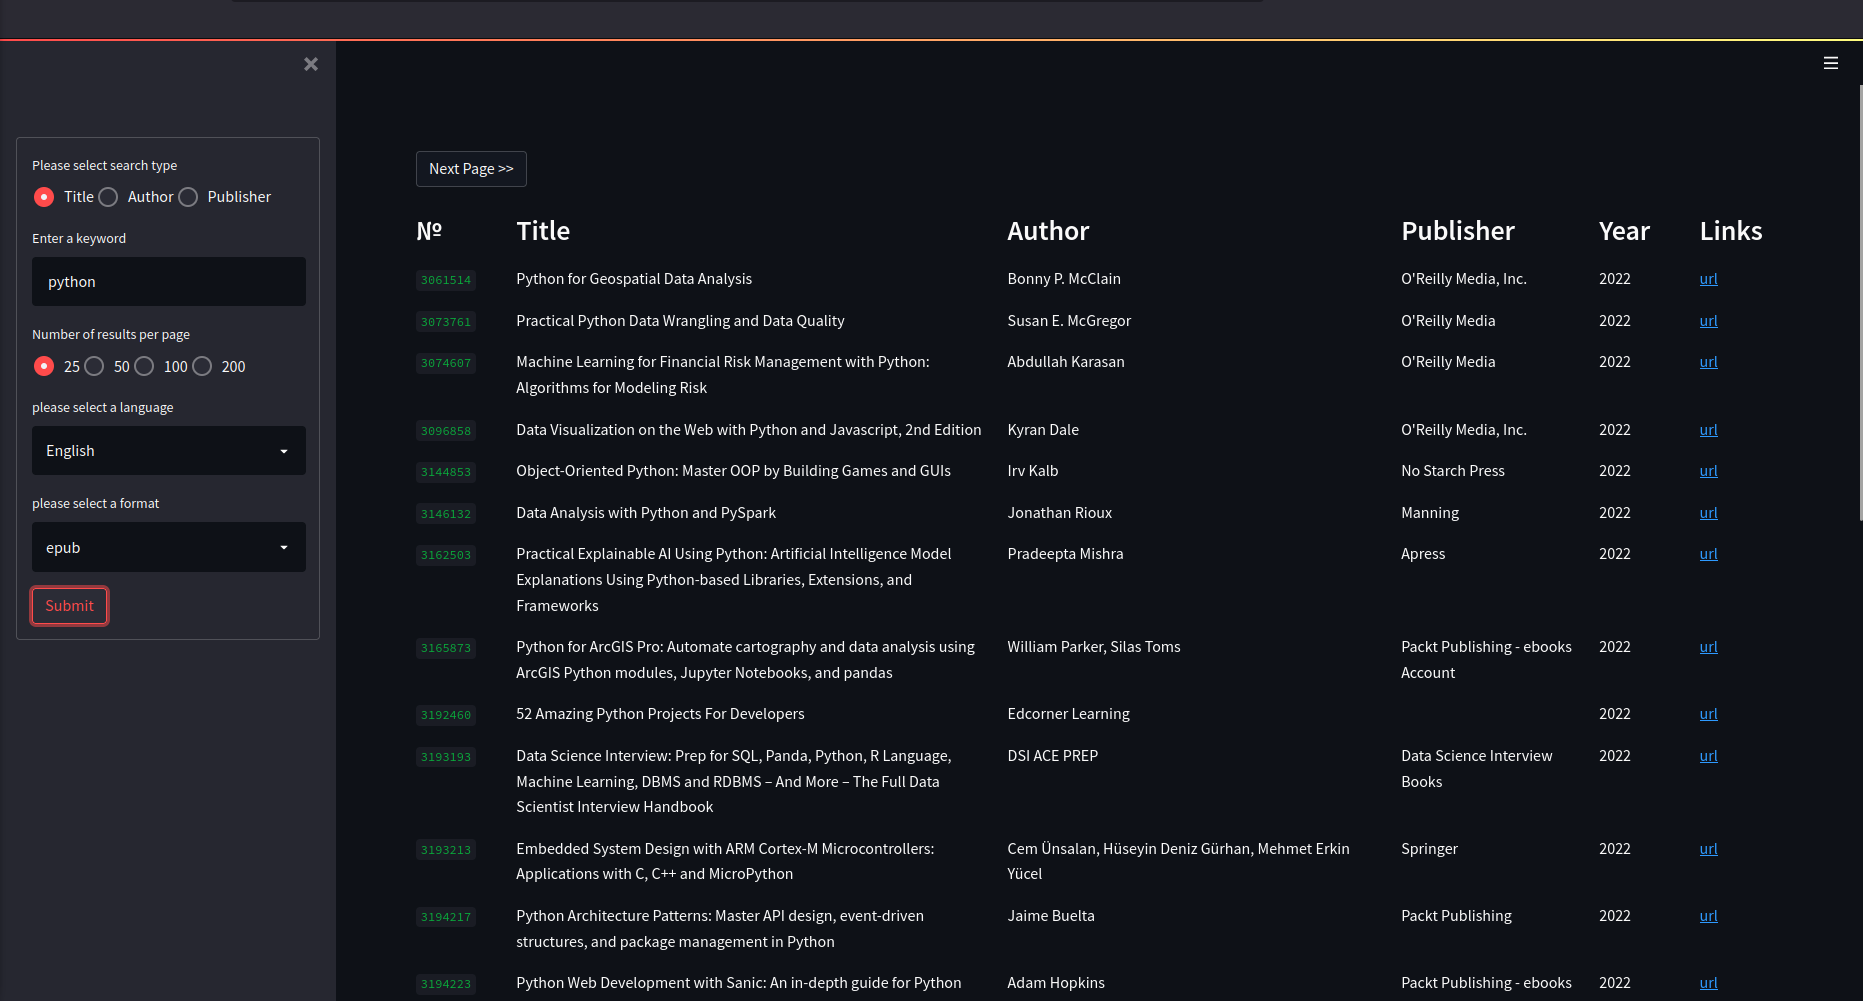 Please select search type
Title Author Publisher
Enter a keyword
python
Number of results per page
25 50 100 200
please select a language
English
please select a format
epub
Submit
Next Page >>
№ Title Author Publisher Year Links
3061514 Python for Geospatial Data Analysis Bonny P. McClain O'Reilly Media, Inc. 2022 url
3073761 Practical Python Data Wrangling and Data Quality Susan E. McGregor O'Reilly Media 2022 url
3074607 Machine Learning for Financial Risk Management with Python: Abdullah Karasan O'Reilly Media 2022 url
Algorithms for Modeling Risk
3096858 Data Visualization on the Web with Python and Javascript, 2nd Edition Kyran Dale O'Reilly Media, Inc. 2022 url
3144853 Object-Oriented Python: Master OOP by Building Games and GUIs Irv Kalb No Starch Press 2022 url
3146132 Data Analysis with Python and PySpark Jonathan Rioux Manning 2022 url
3162503 Practical Explainable AI Using Python: Artificial Intelligence Model Pradeepta Mishra Apress 2022 url
Explanations Using Python-based Libraries, Extensions, and
Frameworks
3165873 Python for ArcGIS Pro: Automate cartography and data analysis using William Parker, Silas Toms Packt Publishing - ebooks 2022 url
ArcGIS Python modules, Jupyter Notebooks, and pandas Account
3192460 52 Amazing Python Projects For Developers Edcorner Learning 2022 url
3193193 Data Science Interview: Prep for SQL, Panda, Python, R Language, DSI ACE PREP Data Science Interview 2022 url
Machine Learning, DBMS and RDBMS – And More – The Full Data Books
Scientist Interview Handbook
3193213 Embedded System Design with ARM Cortex-M Microcontrollers: Cem Ünsalan, Hüseyin Deniz Gürhan, Mehmet Erkin Springer 2022 url
Applications with C, C++ and MicroPython Yücel
3194217 Python Architecture Patterns: Master API design, event-driven Jaime Buelta Packt Publishing 2022 url
structures, and package management in Python
3194223 Python Web Development with Sanic: An in-depth guide for Python Adam Hopkins Packt Publishing - ebooks 2022 url